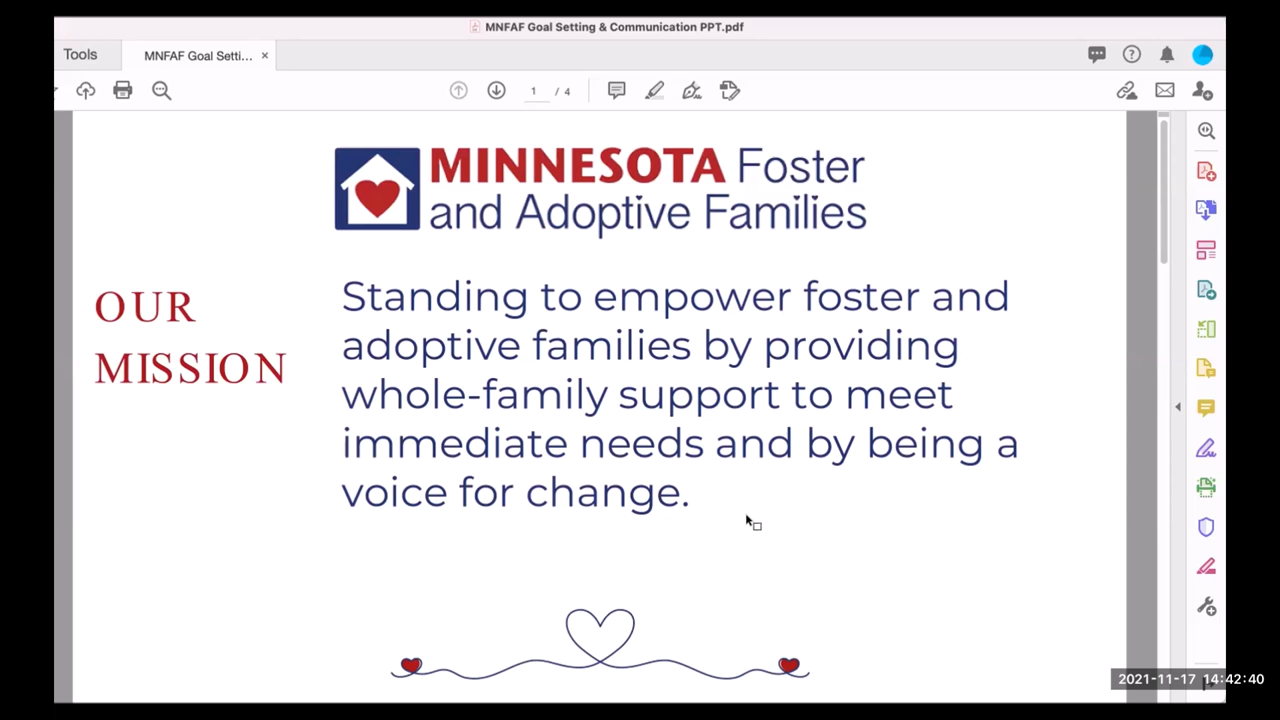 MNFAF Goal Setting & Communication PPT.pdf
Tools
MNFAF Goal Setti... ×
1 / 4
MINNESOTA Foster
and Adoptive Families
OUR
MISSION
Standing to empower foster and
adoptive families by providing
whole-family support to meet
immediate needs and by being a
voice for change.
2021-11-17 14:42:40